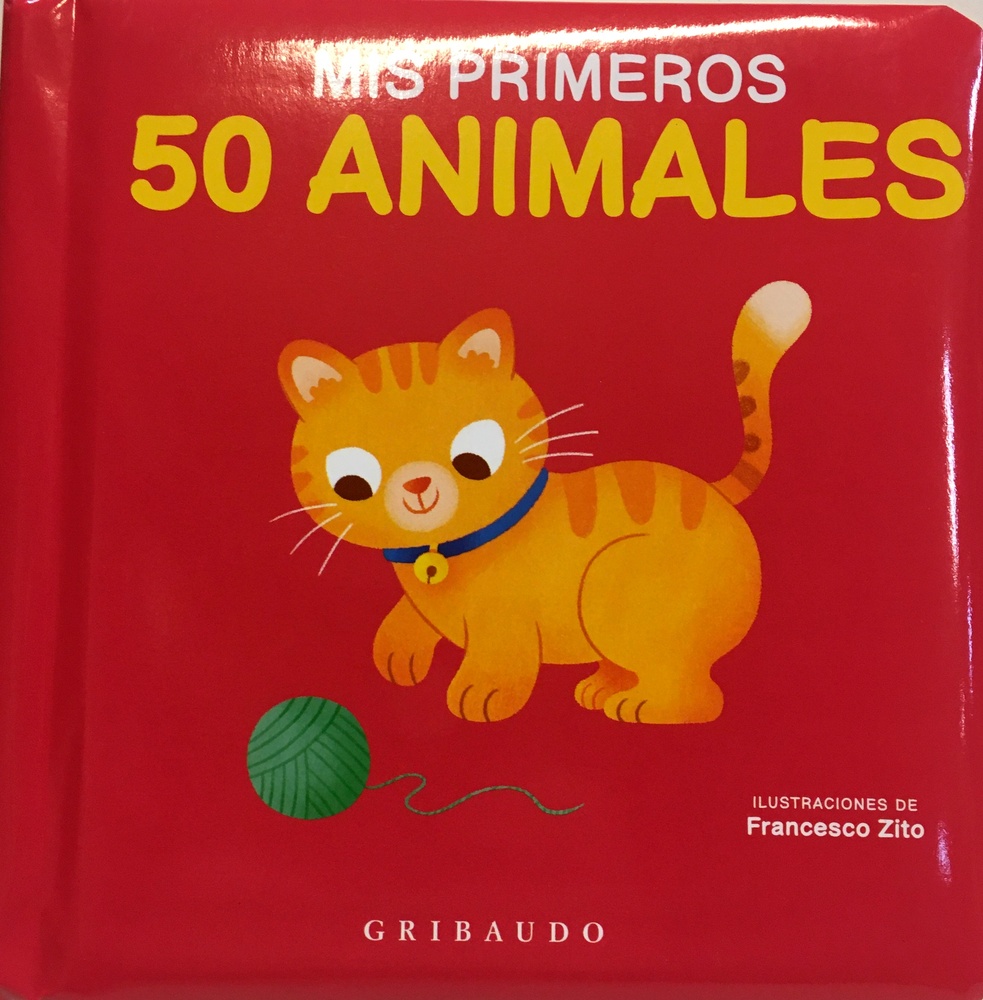 MIS PRIMEROS
50 ANIMALES
ILUSTRACIONES DE
Francesco Zito
GRIBAUDO